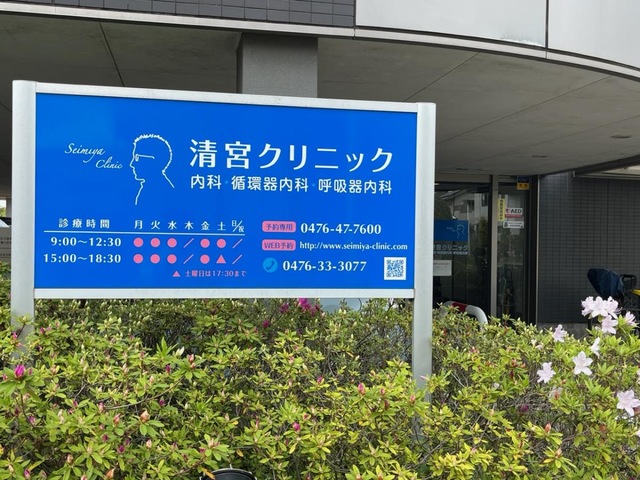 Seimiya
Clinic
清宮クリニック
内科・循環器内科・呼吸器内科
診療時間 月 火 水 木 金 土 日/祝
9:00〜12:30 ● ● ● ／ ● ● ／
15:00〜18:30 ● ● ● ／ ● ▲ ／
▲ 土曜日は17:30まで
予約専用 0476-47-7600
WEB予約 http://www.seimiya-clinic.com
0476-33-3077
AED